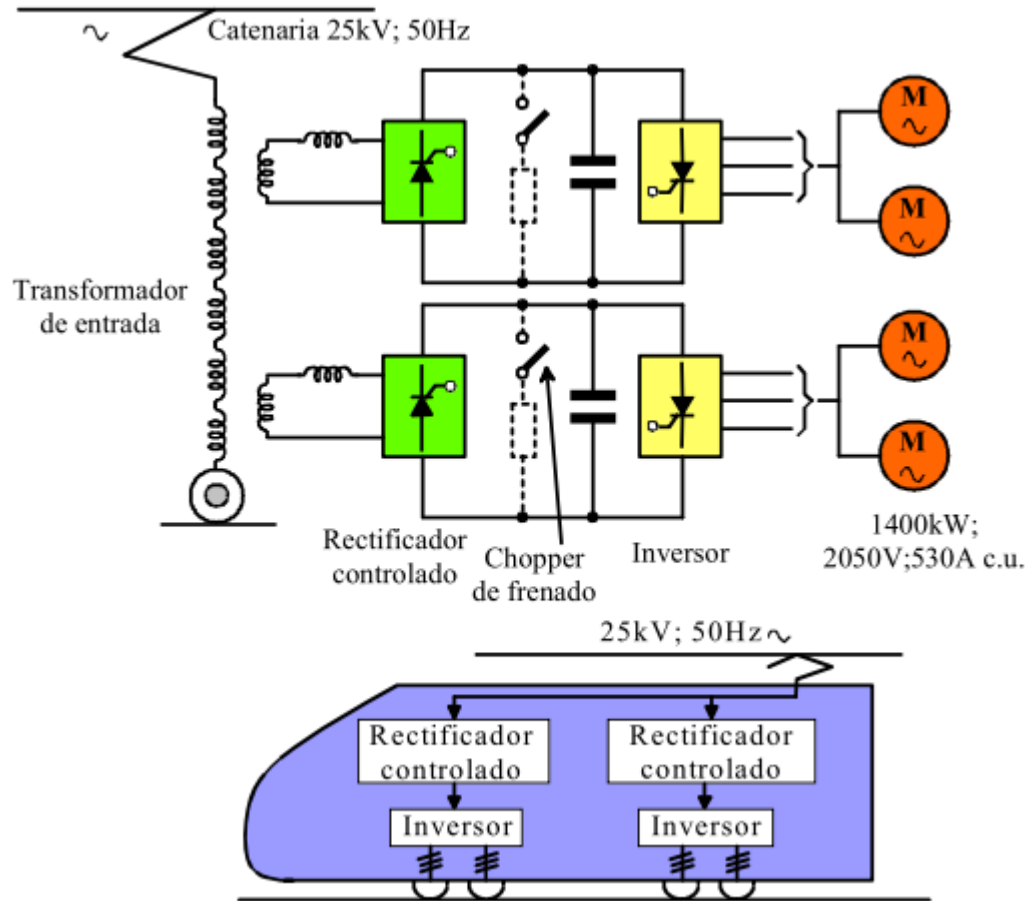 Catenaria 25kV; 50Hz
M
M
Transformador
de entrada
M
M
Rectificador
controlado
Chopper
de frenado
Inversor
1400kW;
2050V;530A c.u.
25kV; 50Hz
Rectificador
controlado
Rectificador
controlado
Inversor
Inversor